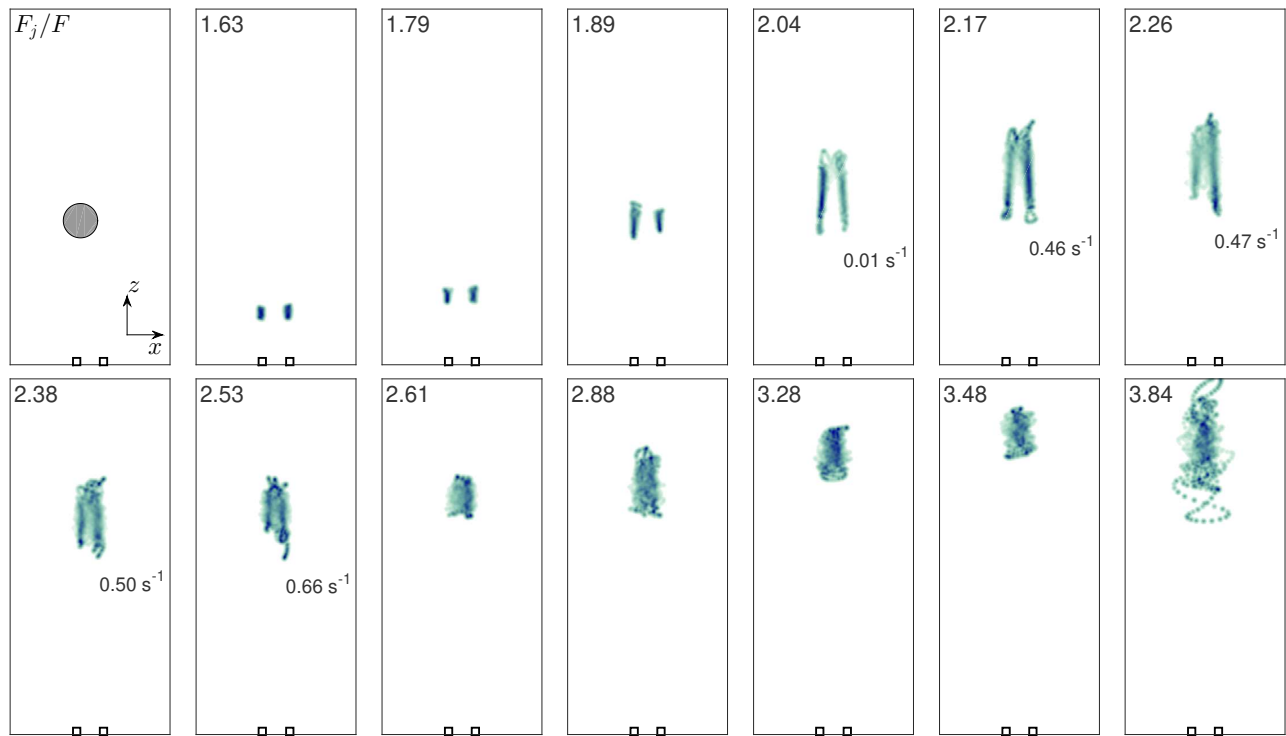 F_j/F
1.63
1.79
1.89
2.04
2.17
2.26
z
x
0.01 s⁻¹
0.46 s⁻¹
0.47 s⁻¹
2.38
2.53
2.61
2.88
3.28
3.48
3.84
0.50 s⁻¹
0.66 s⁻¹